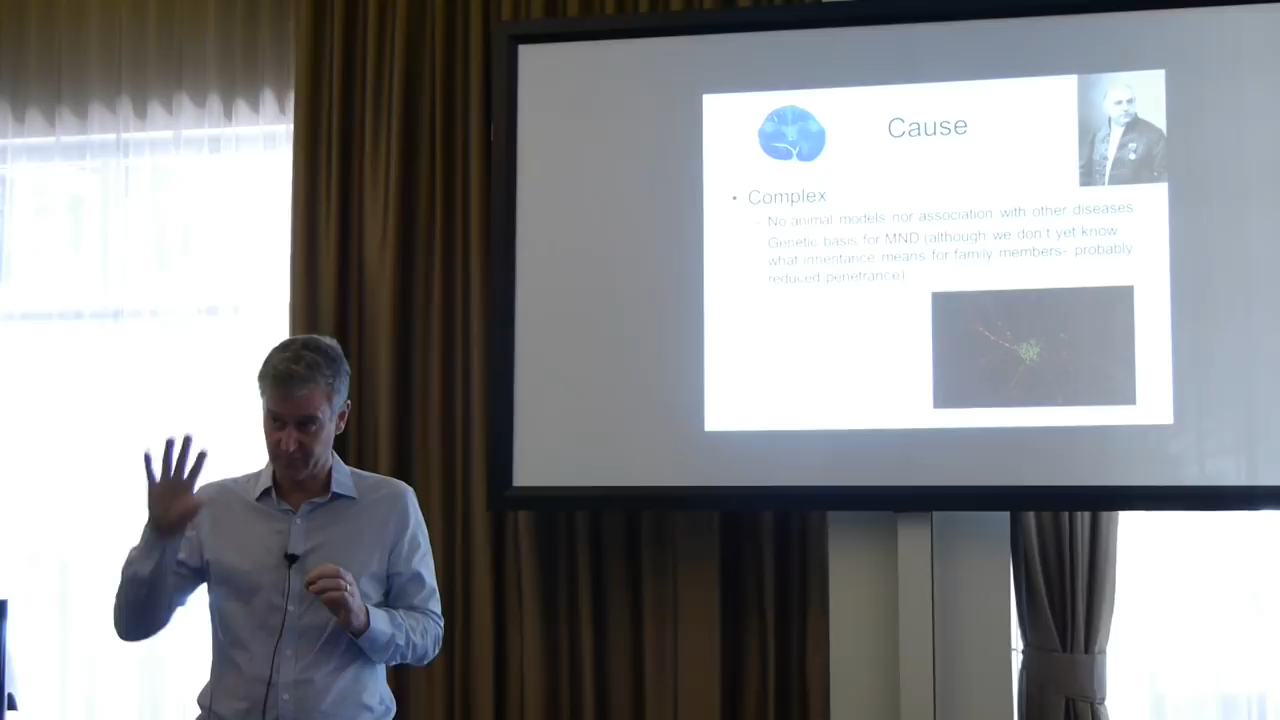 Cause
• Complex
– No animal models nor association with other diseases
Genetic basis for MND (although we don't yet know
what inheritance means for family members- probably
reduced penetrance)